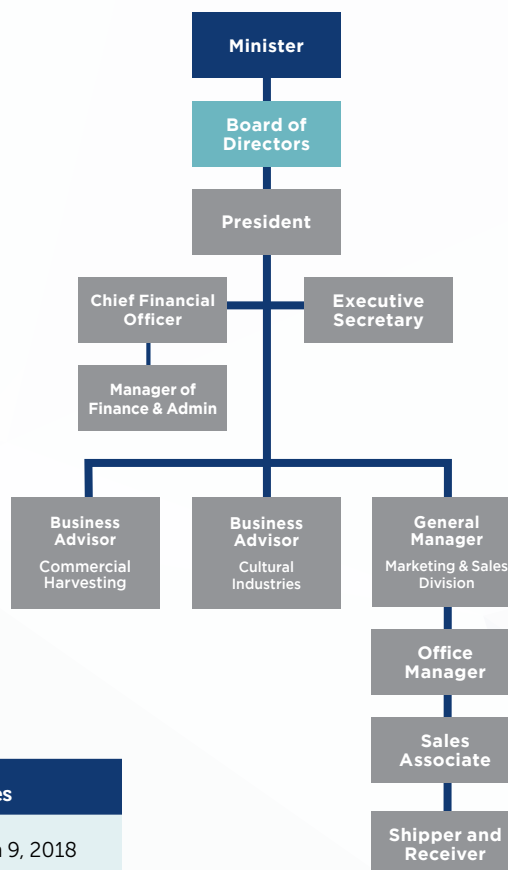 Minister
Board of
Directors
President
Chief Financial
Officer
Executive
Secretary
Manager of
Finance & Admin
Business
Advisor
Commercial
Harvesting
Business
Advisor
Cultural
Industries
General
Manager
Marketing & Sales
Division
Office
Manager
Sales
Associate
Shipper and
Receiver
9, 2018